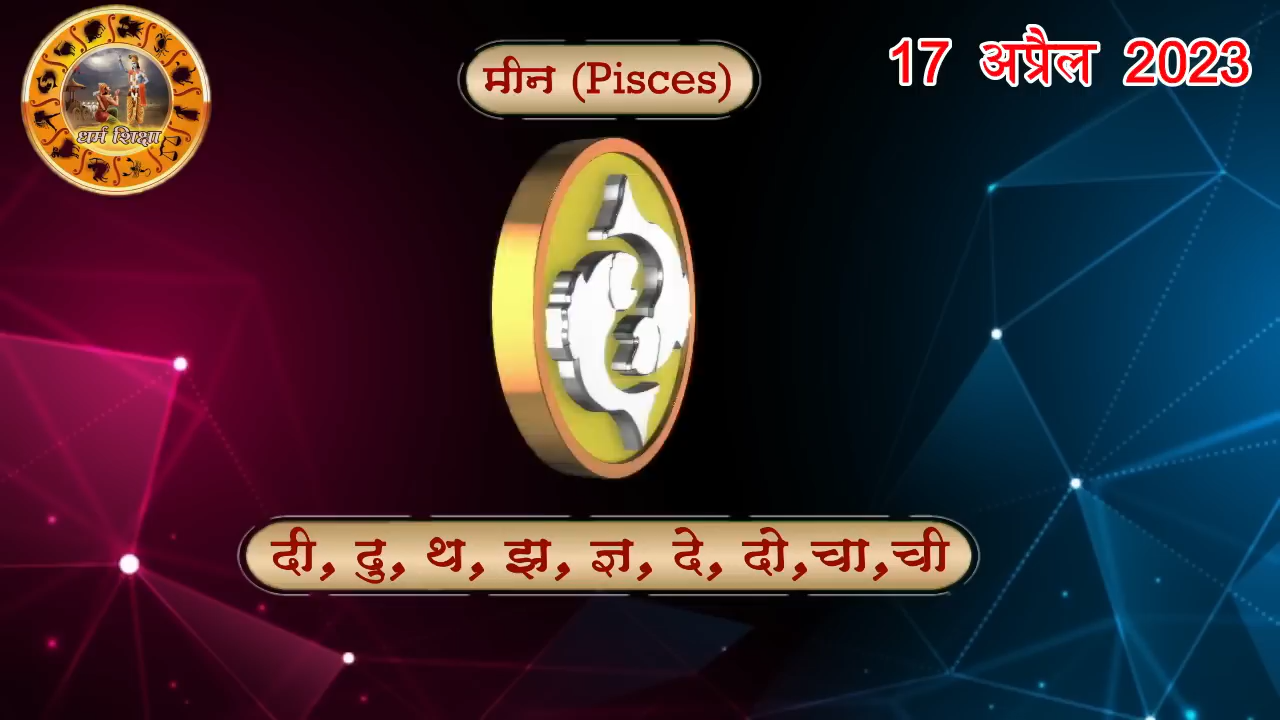 धर्म शिक्षा
मीन (Pisces)
17 अप्रैल 2023
दी, दु, थ, झ, ज्ञ, दे, दो,चा,ची